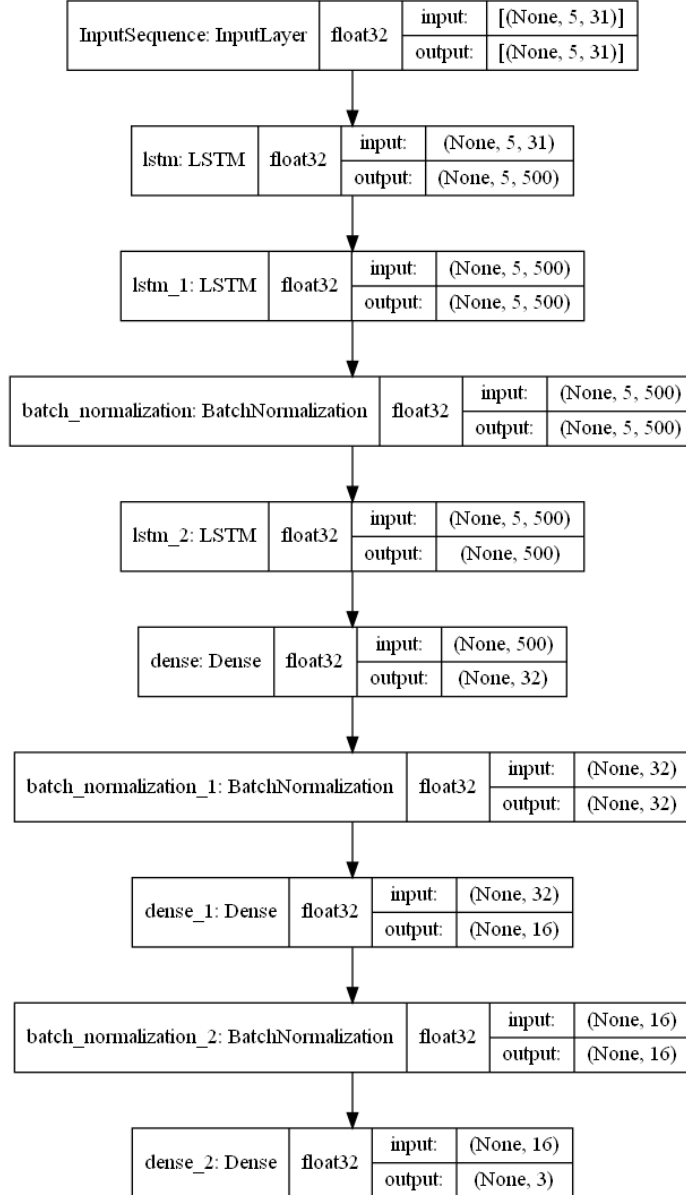 InputSequence: InputLayer float32 input: [(None, 5, 31)]
output: [(None, 5, 31)]
lstm: LSTM float32 input: (None, 5, 31)
output: (None, 5, 500)
lstm_1: LSTM float32 input: (None, 5, 500)
output: (None, 5, 500)
batch_normalization: BatchNormalization float32 input: (None, 5, 500)
output: (None, 5, 500)
lstm_2: LSTM float32 input: (None, 5, 500)
output: (None, 500)
dense: Dense float32 input: (None, 500)
output: (None, 32)
batch_normalization_1: BatchNormalization float32 input: (None, 32)
output: (None, 32)
dense_1: Dense float32 input: (None, 32)
output: (None, 16)
batch_normalization_2: BatchNormalization float32 input: (None, 16)
output: (None, 16)
dense_2: Dense float32 input: (None, 16)
output: (None, 3)